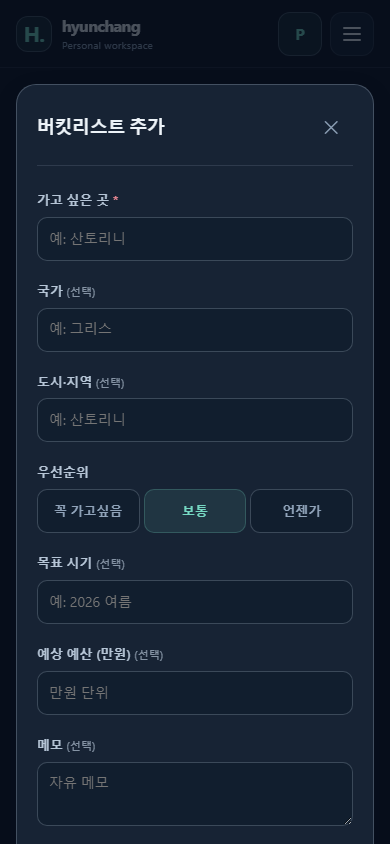 H.
hyunchang
Personal workspace
P
버킷리스트 추가
가고 싶은 곳 *
예: 산토리니
국가 (선택)
예: 그리스
도시·지역 (선택)
예: 산토리니
우선순위
꼭 가고싶음
보통
언젠가
목표 시기 (선택)
예: 2026 여름
예상 예산 (만원) (선택)
만원 단위
메모 (선택)
자유 메모